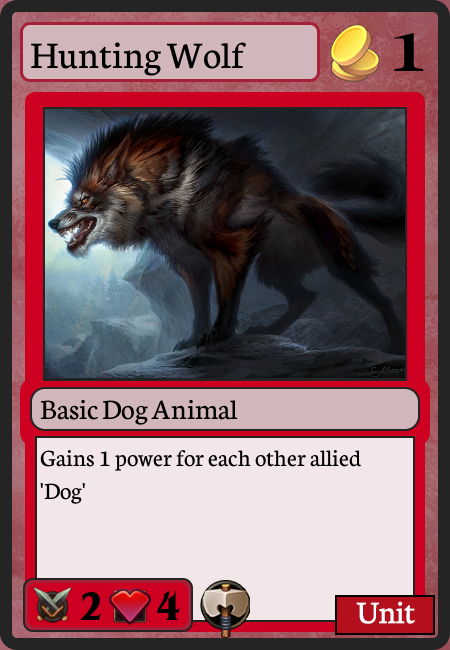 Hunting Wolf
1
Basic Dog Animal
Gains 1 power for each other allied
'Dog'
2 4
Unit